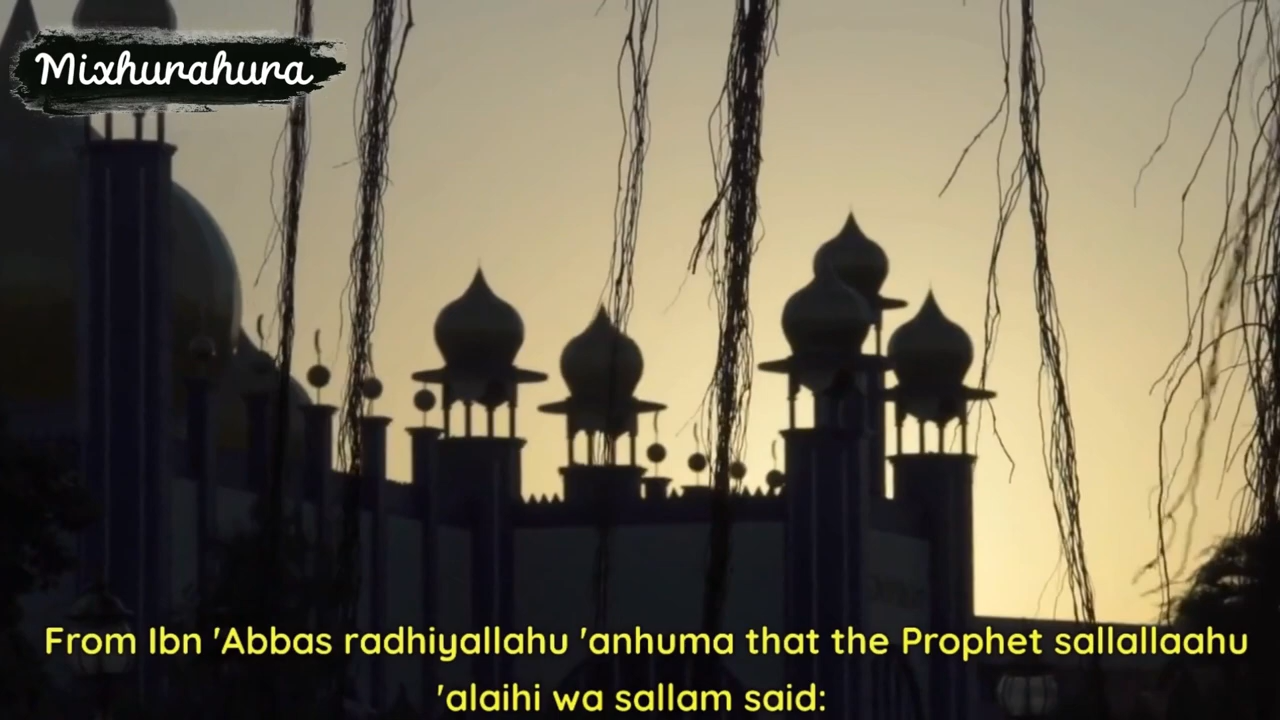 Mixhurahura
From Ibn 'Abbas radhiyallahu 'anhuma that the Prophet sallallaahu
'alaihi wa sallam said: